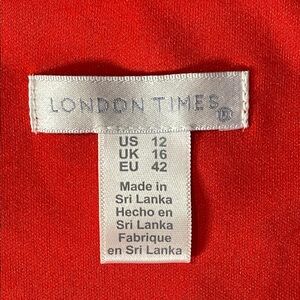 LONDON TIMES
US 12
UK 16
EU 42
Made in
Sri Lanka
Hecho en
Sri Lanka
Fabrique
en Sri Lanka